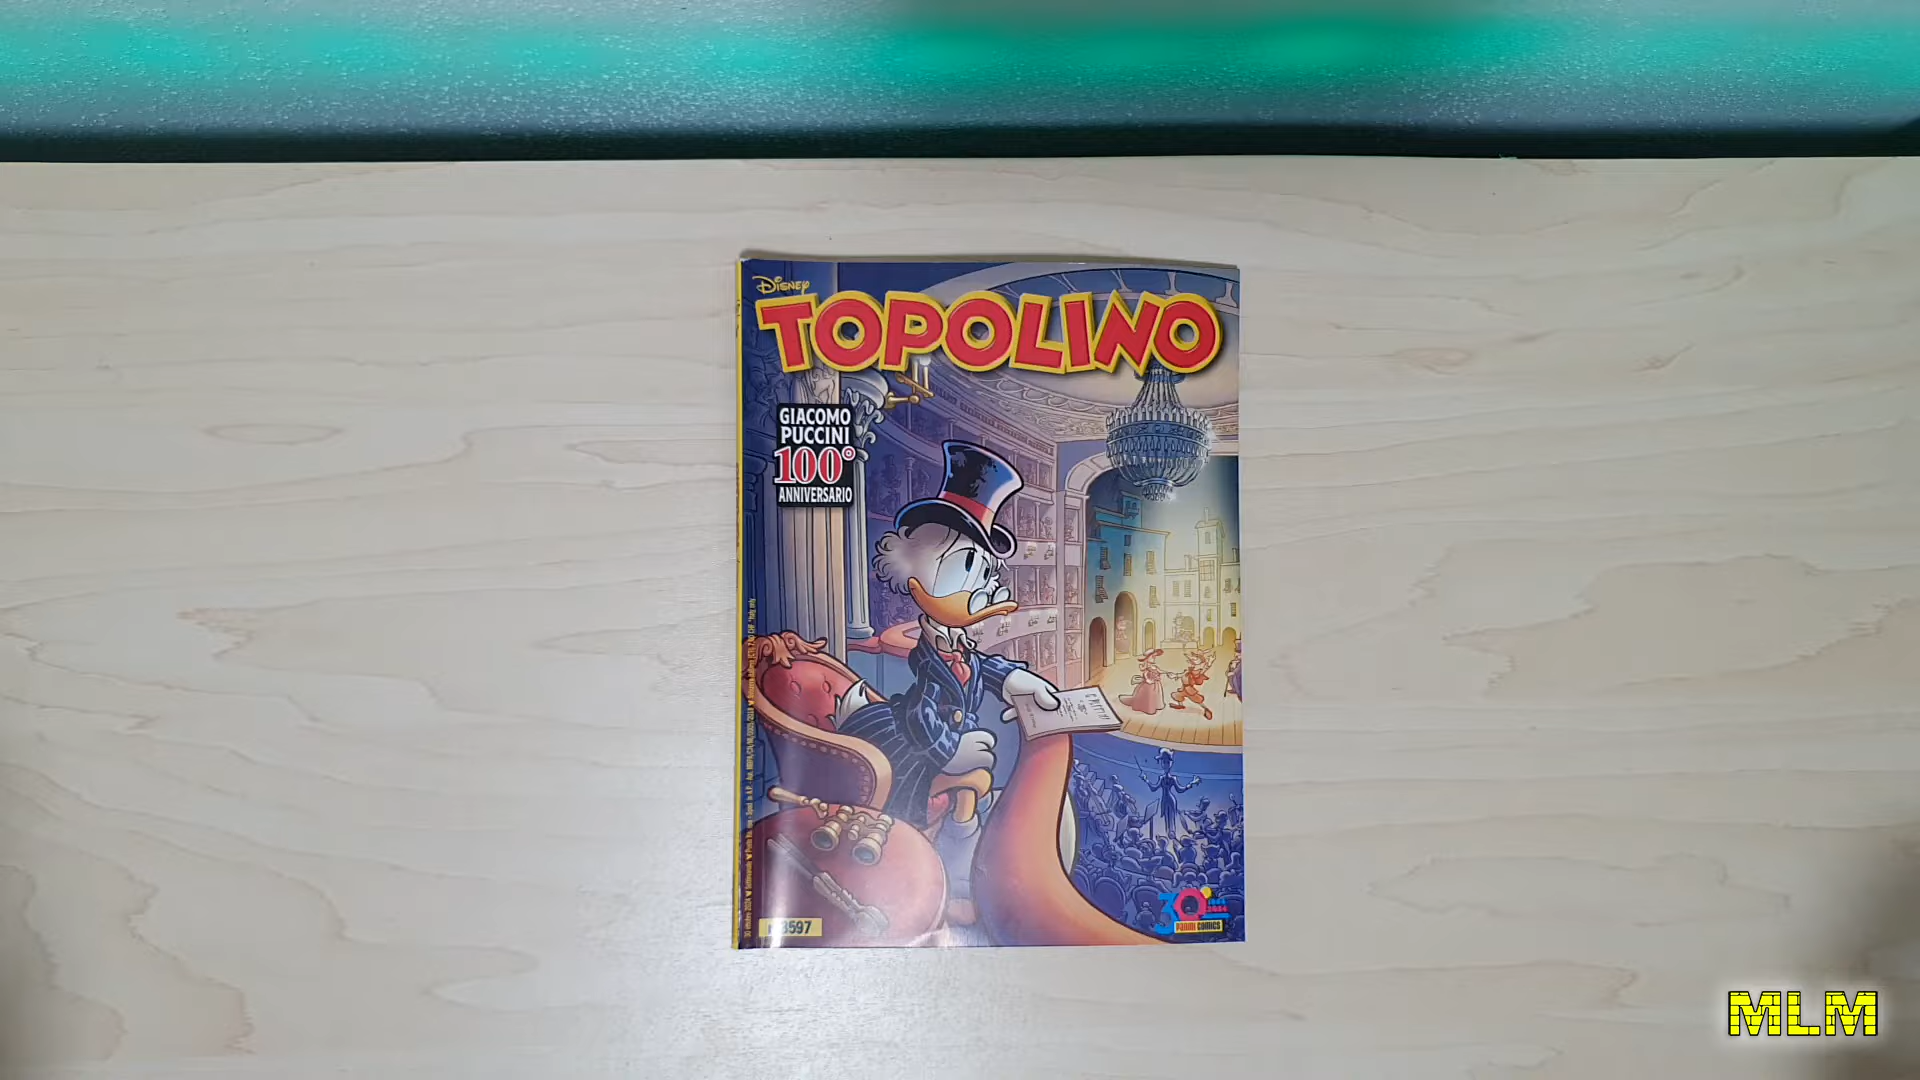 DISNEY
TOPOLINO
GIACOMO
PUCCINI
100°
ANNIVERSARIO
3597
30
PANINI COMICS
MLM